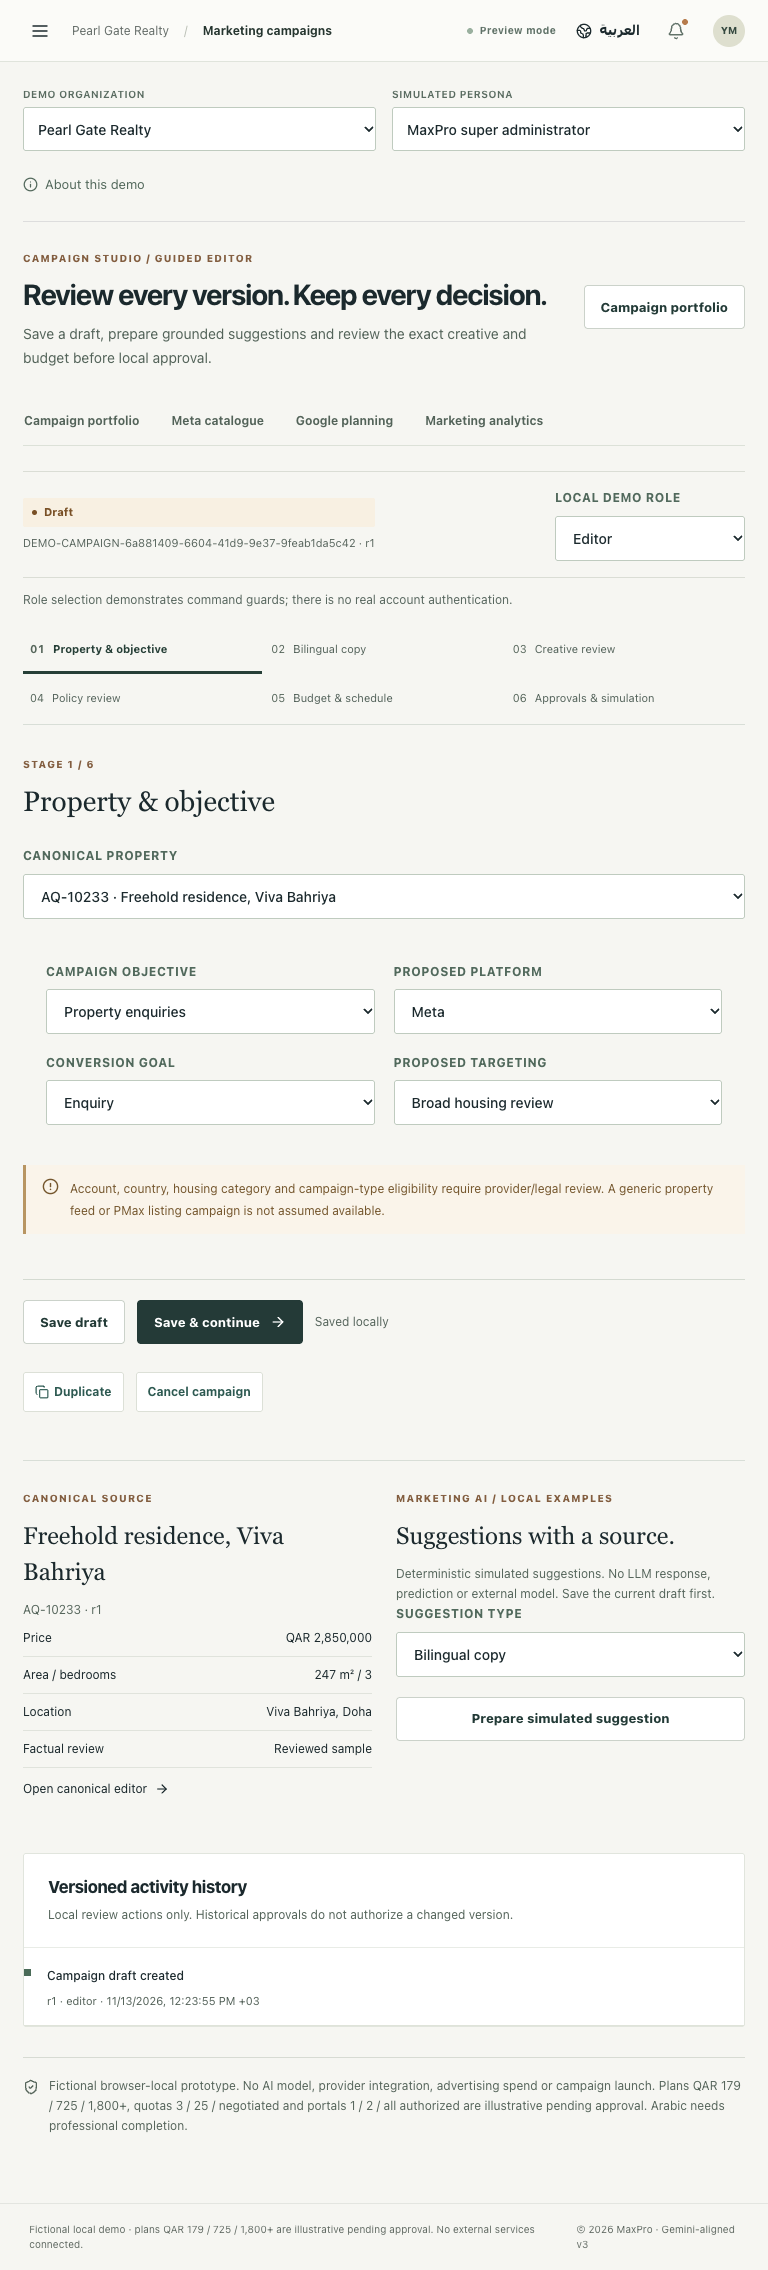 Pearl Gate Realty / Marketing campaigns
Preview mode
العربية
YM
DEMO ORGANIZATION
Pearl Gate Realty
SIMULATED PERSONA
MaxPro super administrator
About this demo
CAMPAIGN STUDIO / GUIDED EDITOR
Review every version. Keep every decision.
Save a draft, prepare grounded suggestions and review the exact creative and
budget before local approval.
Campaign portfolio
Campaign portfolio
Meta catalogue
Google planning
Marketing analytics
Draft
DEMO-CAMPAIGN-6a881409-6604-41d9-9e37-9feab1da5c42 · r1
LOCAL DEMO ROLE
Editor
Role selection demonstrates command guards; there is no real account authentication.
01 Property & objective
02 Bilingual copy
03 Creative review
04 Policy review
05 Budget & schedule
06 Approvals & simulation
STAGE 1 / 6
Property & objective
CANONICAL PROPERTY
AQ-10233 · Freehold residence, Viva Bahriya
CAMPAIGN OBJECTIVE
Property enquiries
PROPOSED PLATFORM
Meta
CONVERSION GOAL
Enquiry
PROPOSED TARGETING
Broad housing review
Account, country, housing category and campaign-type eligibility require provider/legal review. A generic property
feed or PMax listing campaign is not assumed available.
Save draft
Save & continue
Saved locally
Duplicate
Cancel campaign
CANONICAL SOURCE
Freehold residence, Viva
Bahriya
AQ-10233 · r1
Price QAR 2,850,000
Area / bedrooms 247 m² / 3
Location Viva Bahriya, Doha
Factual review Reviewed sample
Open canonical editor
MARKETING AI / LOCAL EXAMPLES
Suggestions with a source.
Deterministic simulated suggestions. No LLM response,
prediction or external model. Save the current draft first.
SUGGESTION TYPE
Bilingual copy
Prepare simulated suggestion
Versioned activity history
Local review actions only. Historical approvals do not authorize a changed version.
Campaign draft created
r1 · editor · 11/13/2026, 12:23:55 PM +03
Fictional browser-local prototype. No AI model, provider integration, advertising spend or campaign launch. Plans QAR 179
/ 725 / 1,800+, quotas 3 / 25 / negotiated and portals 1 / 2 / all authorized are illustrative pending approval. Arabic needs
professional completion.
Fictional local demo · plans QAR 179 / 725 / 1,800+ are illustrative pending approval. No external services
connected.
© 2026 MaxPro · Gemini-aligned
v3